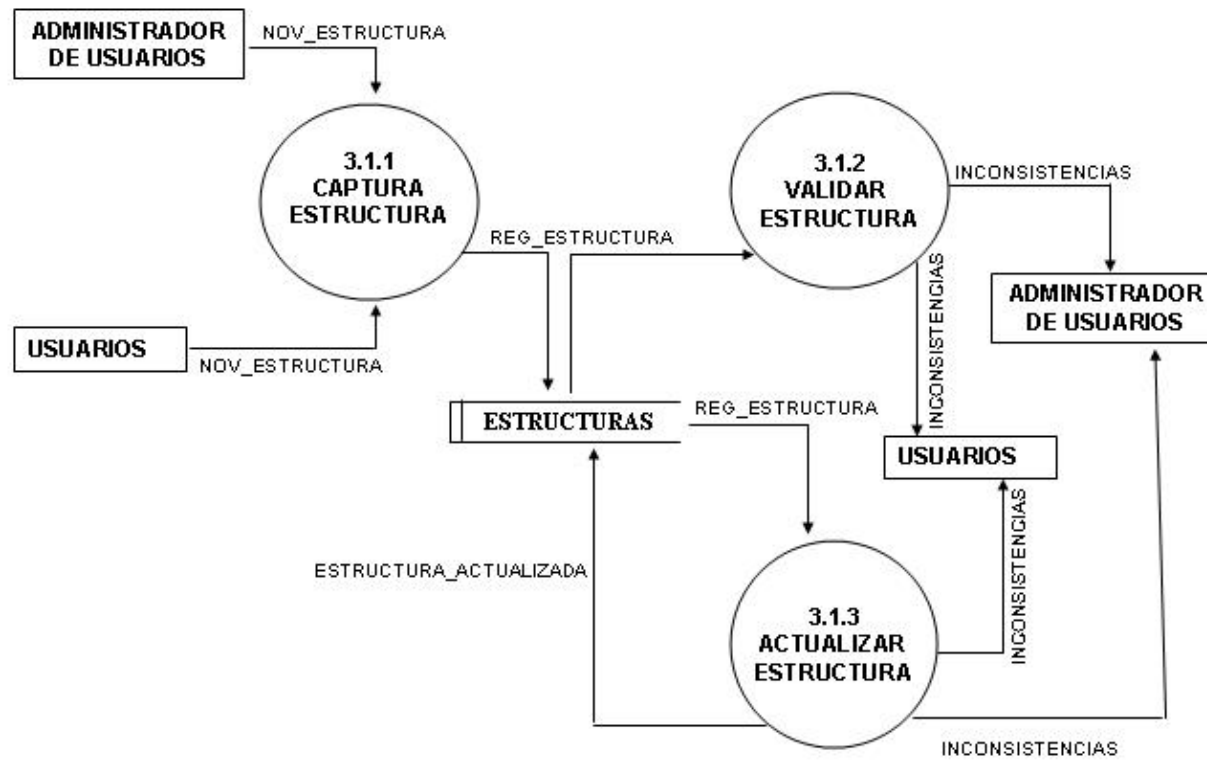 ADMINISTRADOR
DE USUARIOS
NOV_ESTRUCTURA
3.1.1
CAPTURA
ESTRUCTURA
3.1.2
VALIDAR
ESTRUCTURA
INCONSISTENCIAS
REG_ESTRUCTURA
INCONSISTENCIAS
ADMINISTRADOR
DE USUARIOS
USUARIOS
NOV_ESTRUCTURA
ESTRUCTURAS
REG_ESTRUCTURA
USUARIOS
INCONSISTENCIAS
ESTRUCTURA_ACTUALIZADA
3.1.3
ACTUALIZAR
ESTRUCTURA
INCONSISTENCIAS